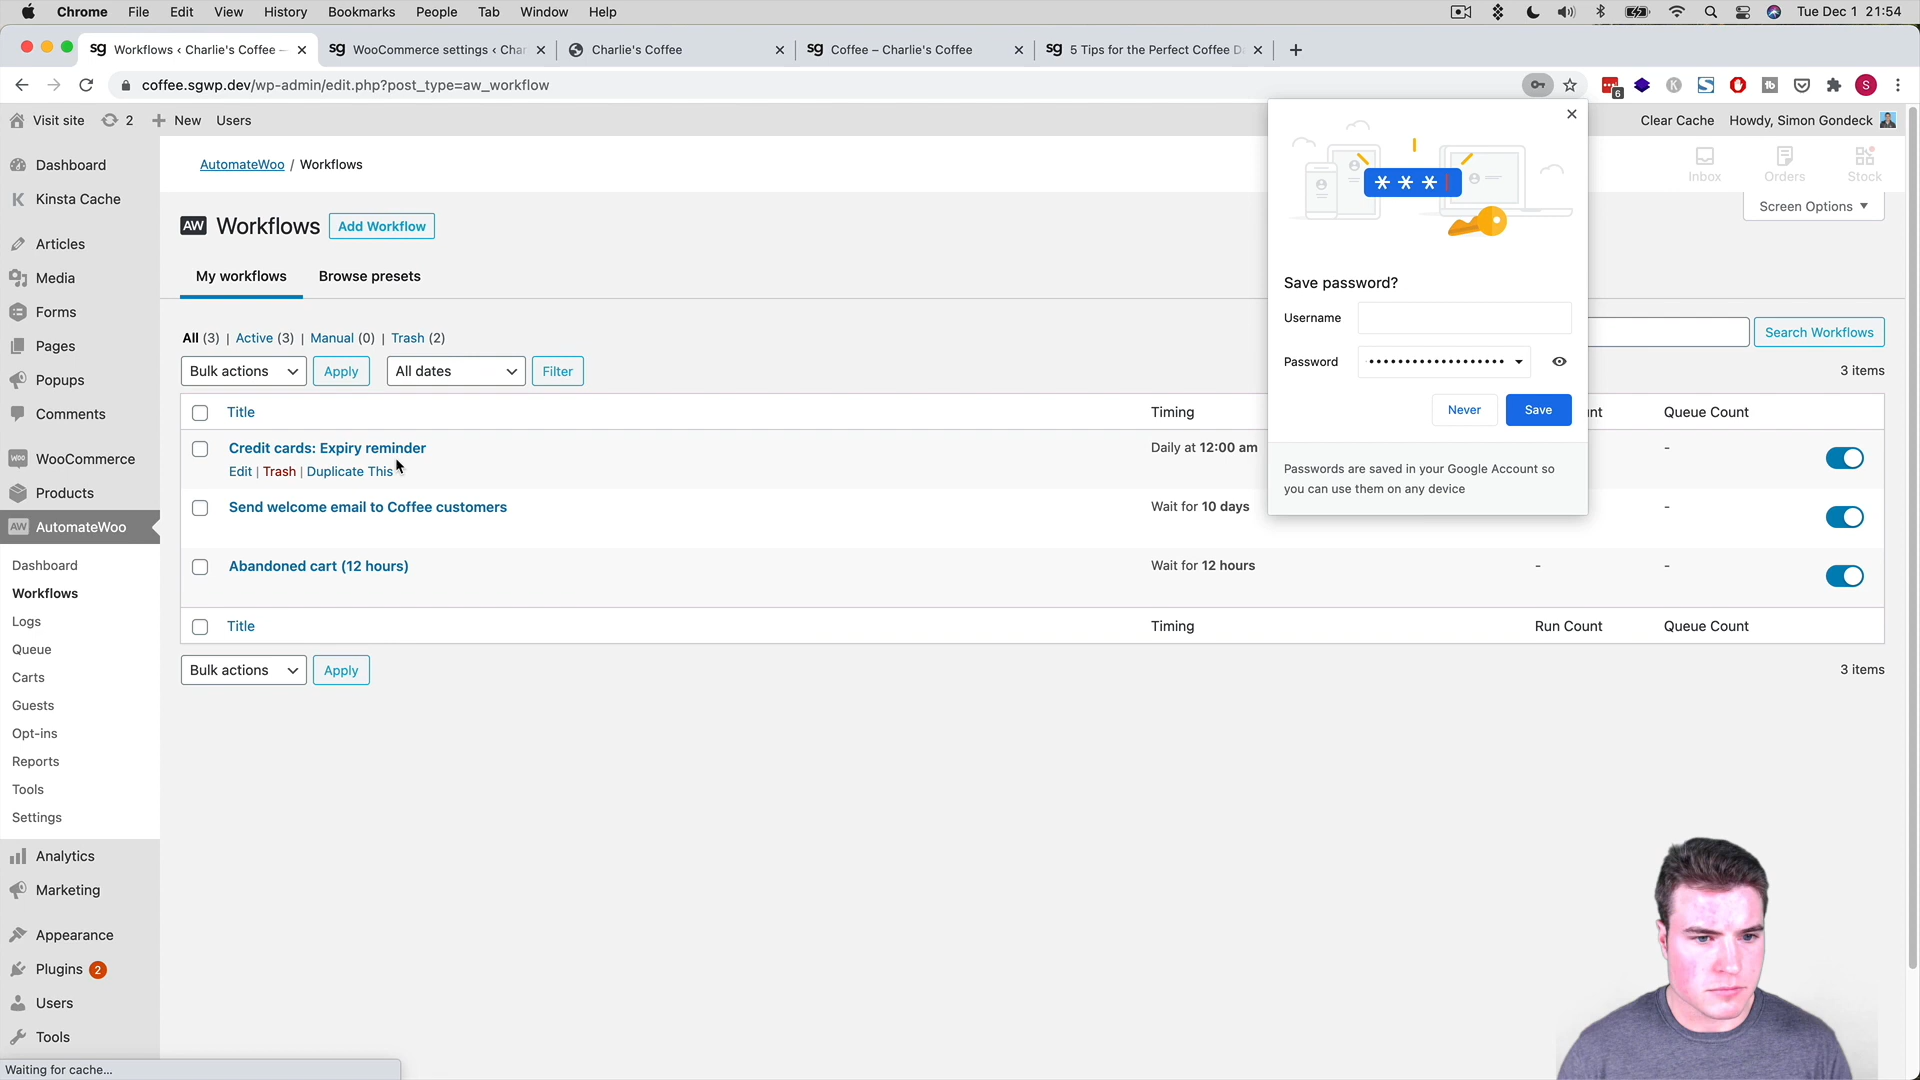 Chrome File Edit View History Bookmarks People Tab Window Help Tue Dec 1 21:54
sg Workflows ‹ Charlie's Coffee – sg WooCommerce settings ‹ Char Charlie's Coffee sg Coffee – Charlie's Coffee sg 5 Tips for the Perfect Coffee D
coffee.sgwp.dev/wp-admin/edit.php?post_type=aw_workflow 6 K S tb S
Visit site 2 New Users Clear Cache Howdy, Simon Gondeck
Dashboard
Kinsta Cache
Articles
Media
Forms
Pages
Popups
Comments
WooCommerce
Products
AW AutomateWoo
Dashboard
Workflows
Logs
Queue
Carts
Guests
Opt-ins
Reports
Tools
Settings
Analytics
Marketing
Appearance
Plugins 2
Users
Tools
Waiting for cache...
AutomateWoo / Workflows
Inbox Orders Stock
Screen Options
AW Workflows Add Workflow
My workflows Browse presets
All (3) | Active (3) | Manual (0) | Trash (2)
Search Workflows
Bulk actions Apply All dates Filter
3 items
Title Timing nt Queue Count
Credit cards: Expiry reminder Daily at 12:00 am -
Edit | Trash | Duplicate This
Send welcome email to Coffee customers Wait for 10 days -
Abandoned cart (12 hours) Wait for 12 hours - -
Title Timing Run Count Queue Count
Bulk actions Apply 3 items
***
Save password?
Username
Password •••••••••••••••••••
Never Save
Passwords are saved in your Google Account so
you can use them on any device